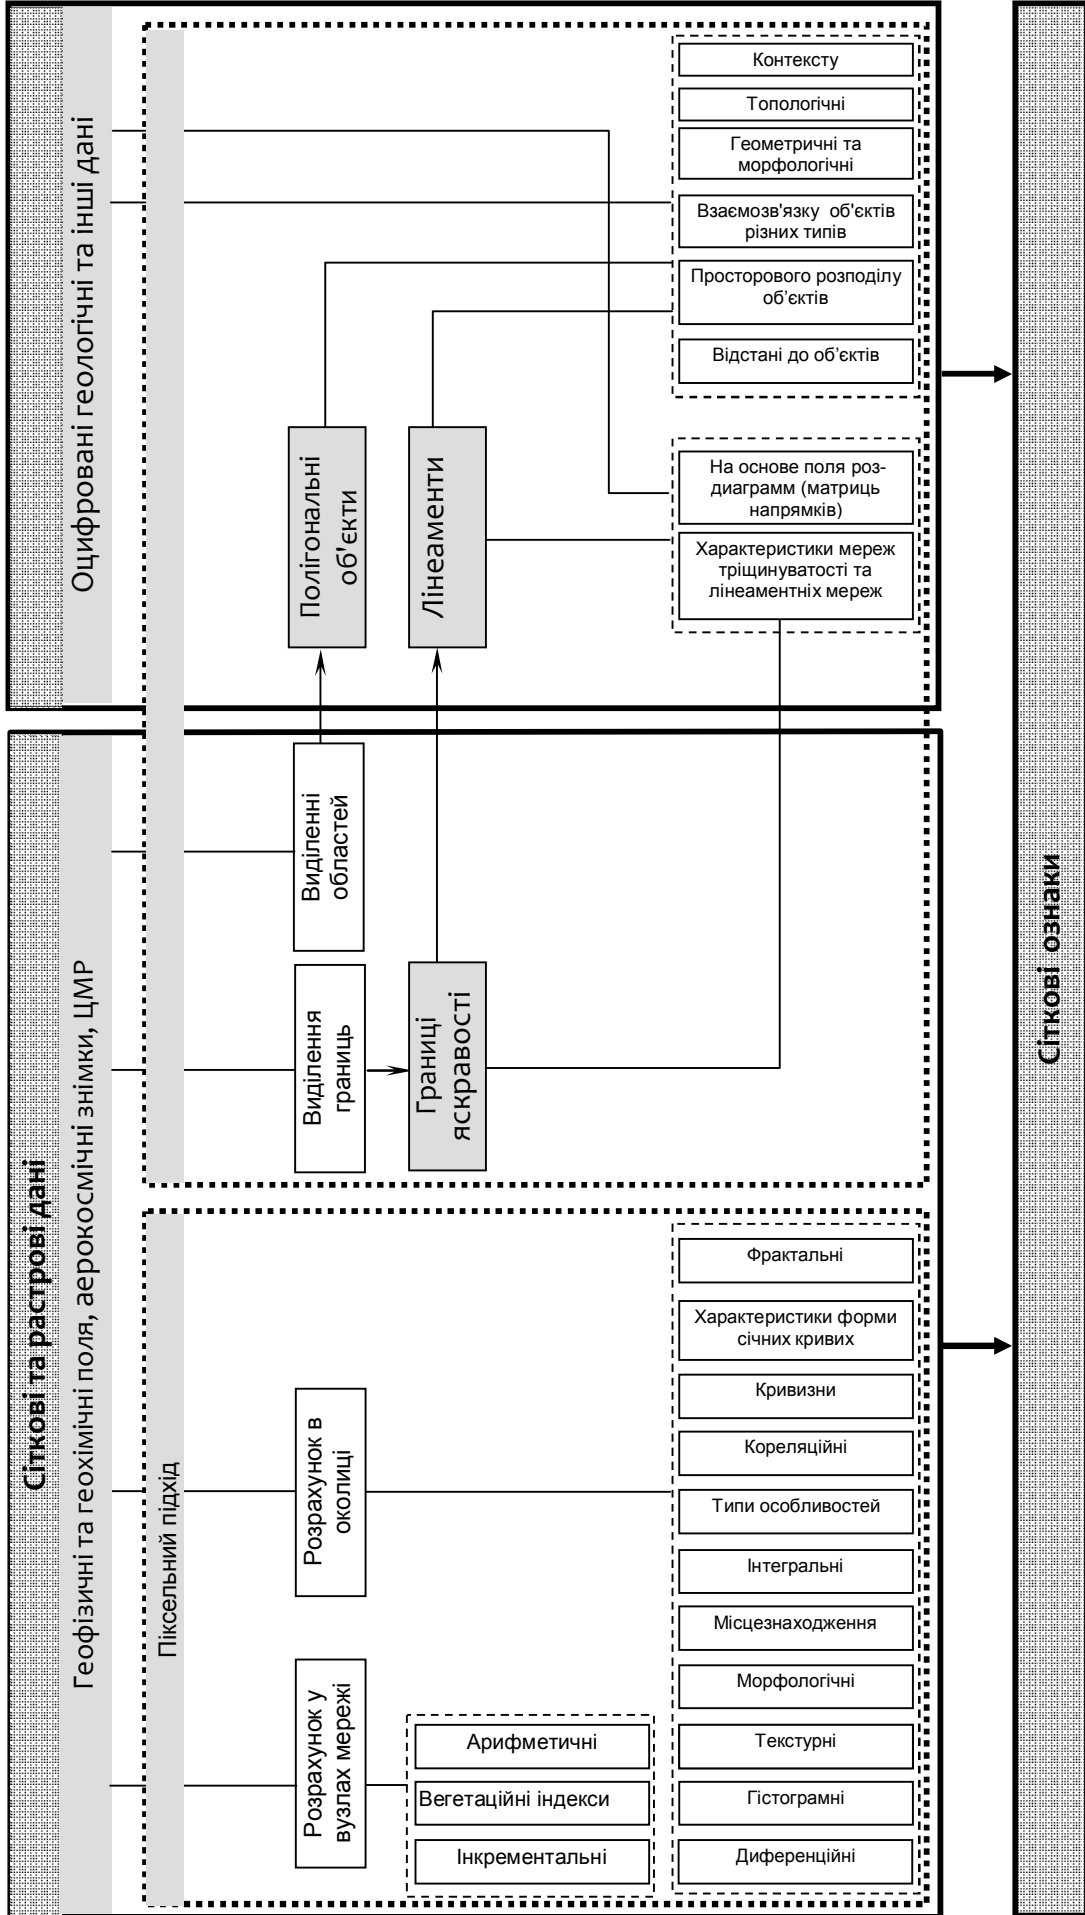 Сіткові та растрові дані
Геофізичні та геохімічні поля, аерокосмічні знімки, ЦМР
Оцифровані геологічні та інші дані
Піксельний підхід
Розрахунок у
вузлах мережі
Розрахунок в
околиці
Виділення
границь
Виділенні
областей
Границі
яскравості
Полігональні
об'єкти
Лінеаменти
Контексту
Топологічні
Геометричні та
морфологічні
Взаємозв'язку об'єктів
різних типів
Просторового розподілу
об’єктів
Відстані до об’єктів
На основе поля роз-
диаграмм (матриць
напрямків)
Характеристики мереж
тріщинуватості та
лінеаментніх мереж
Фрактальні
Характеристики форми
січних кривих
Кривизни
Кореляційні
Типи особливостей
Інтегральні
Місцезнаходження
Морфологічні
Текстурні
Гістограмні
Диференційні
Арифметичні
Вегетаційні індекси
Інкрементальні
Сіткові ознаки